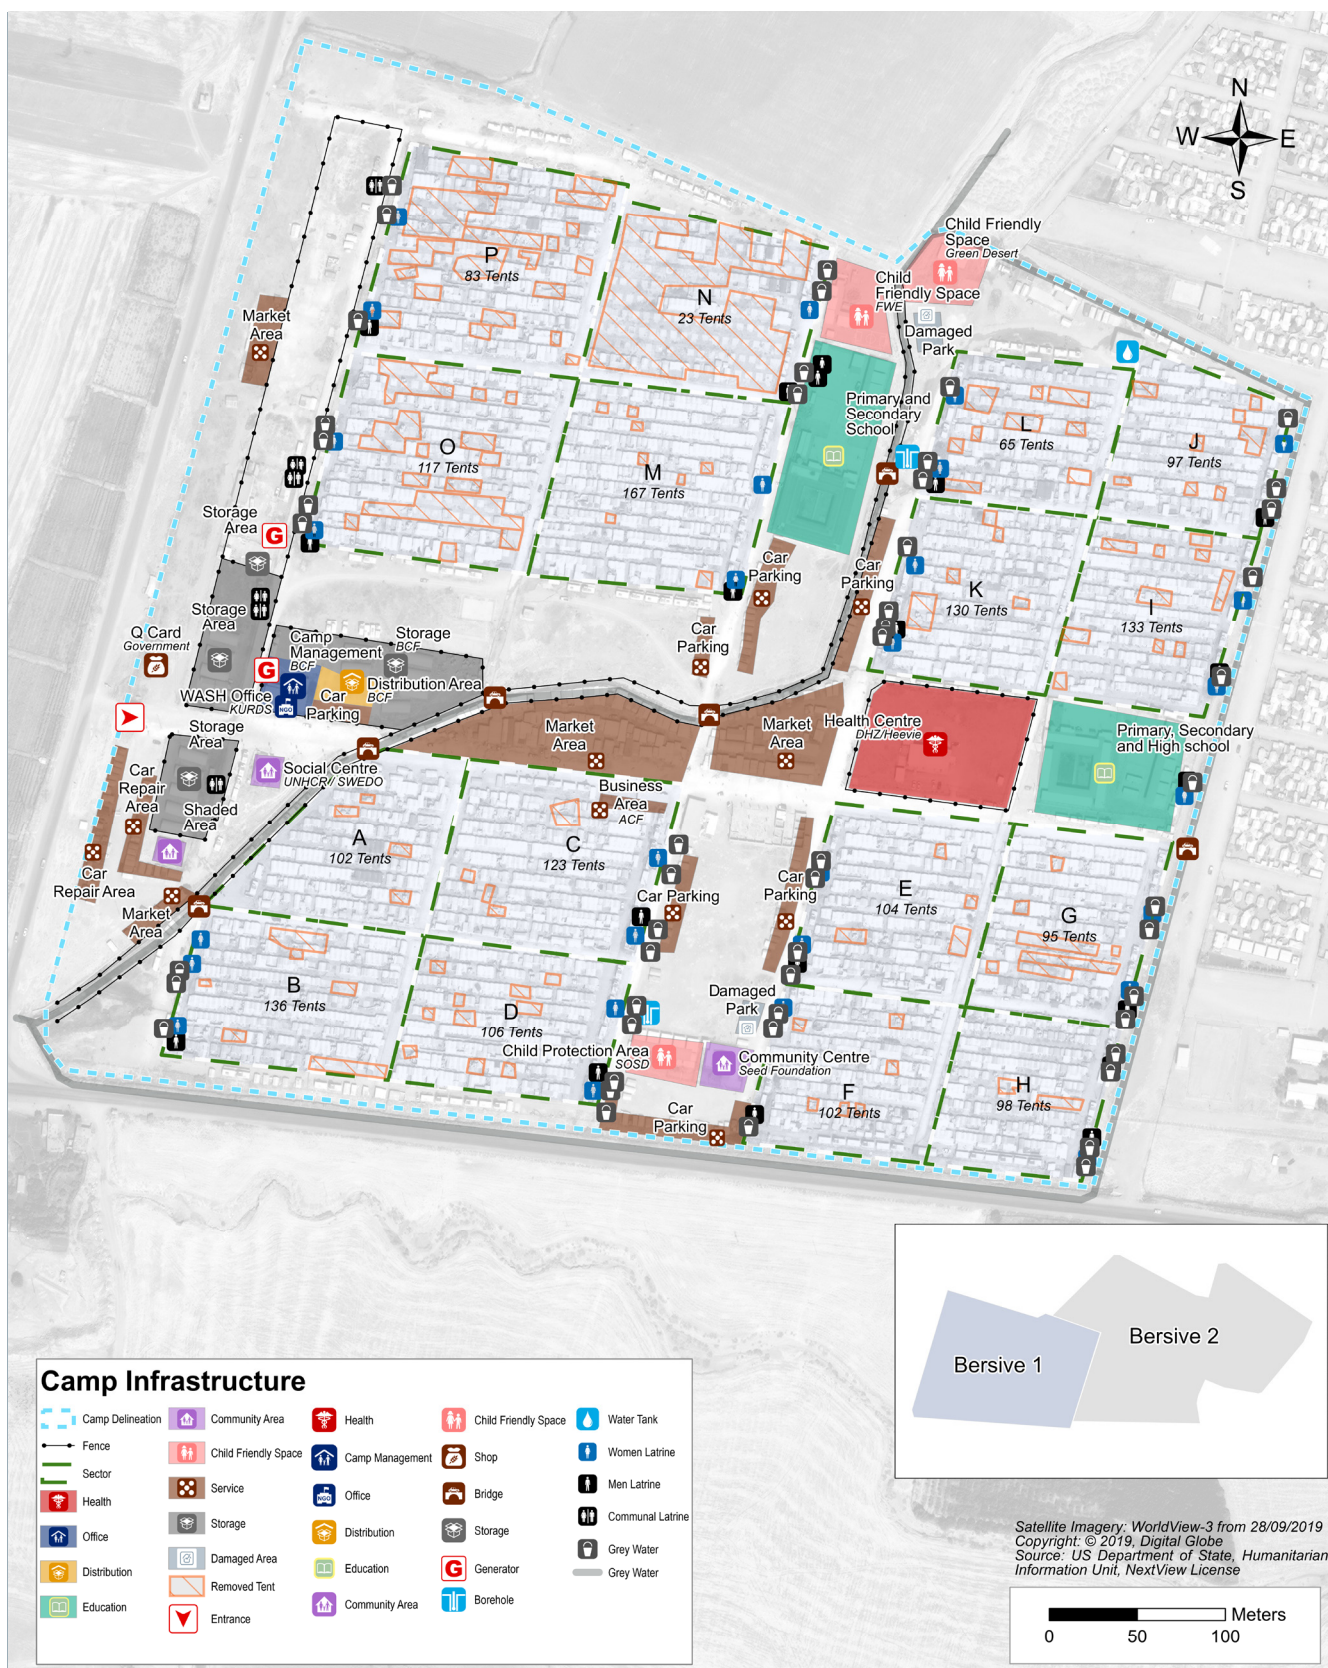 N
W
E
S
Child Friendly
Space
Green Desert
Child
Friendly Space
FWE
Damaged
Park
P
83 Tents
N
23 Tents
Market
Area
Primary and
Secondary
School
L
65 Tents
J
97 Tents
O
117 Tents
M
167 Tents
Storage
Area
G
Car
Parking
Car
Parking
K
130 Tents
I
133 Tents
Storage
Area
Q Card
Government
Camp
Management
BCF
Storage
BCF
Car
Parking
G
Distribution Area
BCF
WASH Office
KURDS
NGO
Car
Parking
Storage
Area
Market
Area
Market
Area
Health Centre
DHZ/Heevie
Primary, Secondary
and High school
Social Centre
UNHCR / SWEDO
Car
Repair
Area
Shaded
Area
Business
Area
ACF
A
102 Tents
C
123 Tents
Car
Repair Area
Car Parking
Car
Parking
E
104 Tents
G
95 Tents
Market
Area
B
136 Tents
D
106 Tents
Damaged
Park
Child Protection Area
SOSD
Community Centre
Seed Foundation
F
102 Tents
H
98 Tents
Car
Parking
Bersive 1
Bersive 2
Camp Infrastructure
Camp Delineation
Fence
Sector
Health
Office
Distribution
Education
Community Area
Child Friendly Space
Service
Storage
Damaged Area
Removed Tent
Entrance
Health
Camp Management
NGO
Office
Distribution
Education
Community Area
Child Friendly Space
Shop
Bridge
Storage
G
Generator
Borehole
Water Tank
Women Latrine
Men Latrine
Communal Latrine
Grey Water
Grey Water
Satellite Imagery: WorldView-3 from 28/09/2019
Copyright: © 2019, Digital Globe
Source: US Department of State, Humanitarian
Information Unit, NextView License
Meters
0 50 100